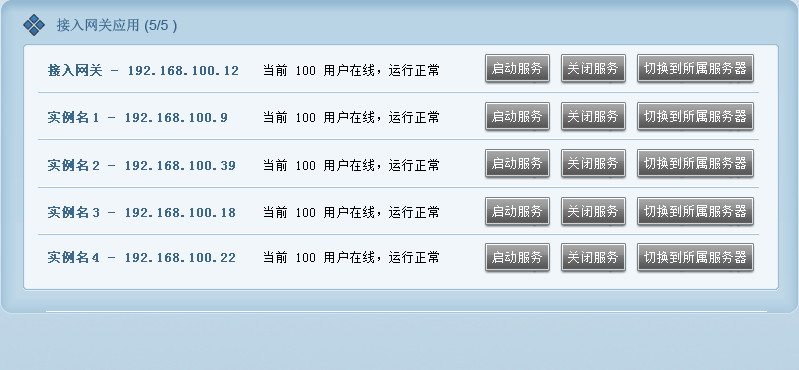 接入网关应用 (5/5 )
接入网关 - 192.168.100.12 当前 100 用户在线，运行正常 启动服务 关闭服务 切换到所属服务器
实例名1 - 192.168.100.9 当前 100 用户在线，运行正常 启动服务 关闭服务 切换到所属服务器
实例名2 - 192.168.100.39 当前 100 用户在线，运行正常 启动服务 关闭服务 切换到所属服务器
实例名3 - 192.168.100.18 当前 100 用户在线，运行正常 启动服务 关闭服务 切换到所属服务器
实例名4 - 192.168.100.22 当前 100 用户在线，运行正常 启动服务 关闭服务 切换到所属服务器